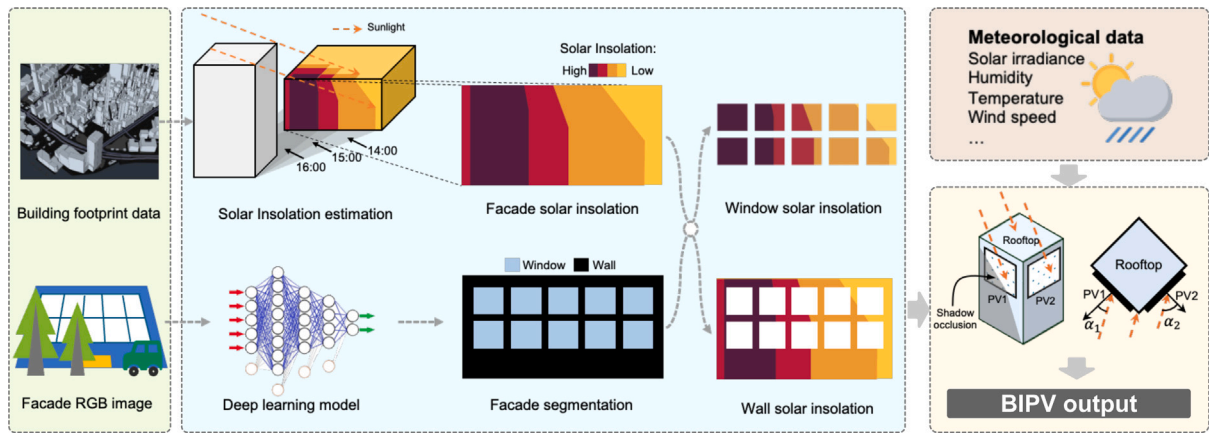 Building footprint data
Facade RGB image
Sunlight
16:00
15:00
14:00
Solar Insolation estimation
Solar Insolation:
High
Low
Facade solar insolation
Window solar insolation
Deep learning model
Window
Wall
Facade segmentation
Wall solar insolation
Meteorological data
Solar irradiance
Humidity
Temperature
Wind speed
...
Rooftop
PV1
PV2
Shadow
occlusion
Rooftop
PV1
PV2
α1
α2
BIPV output